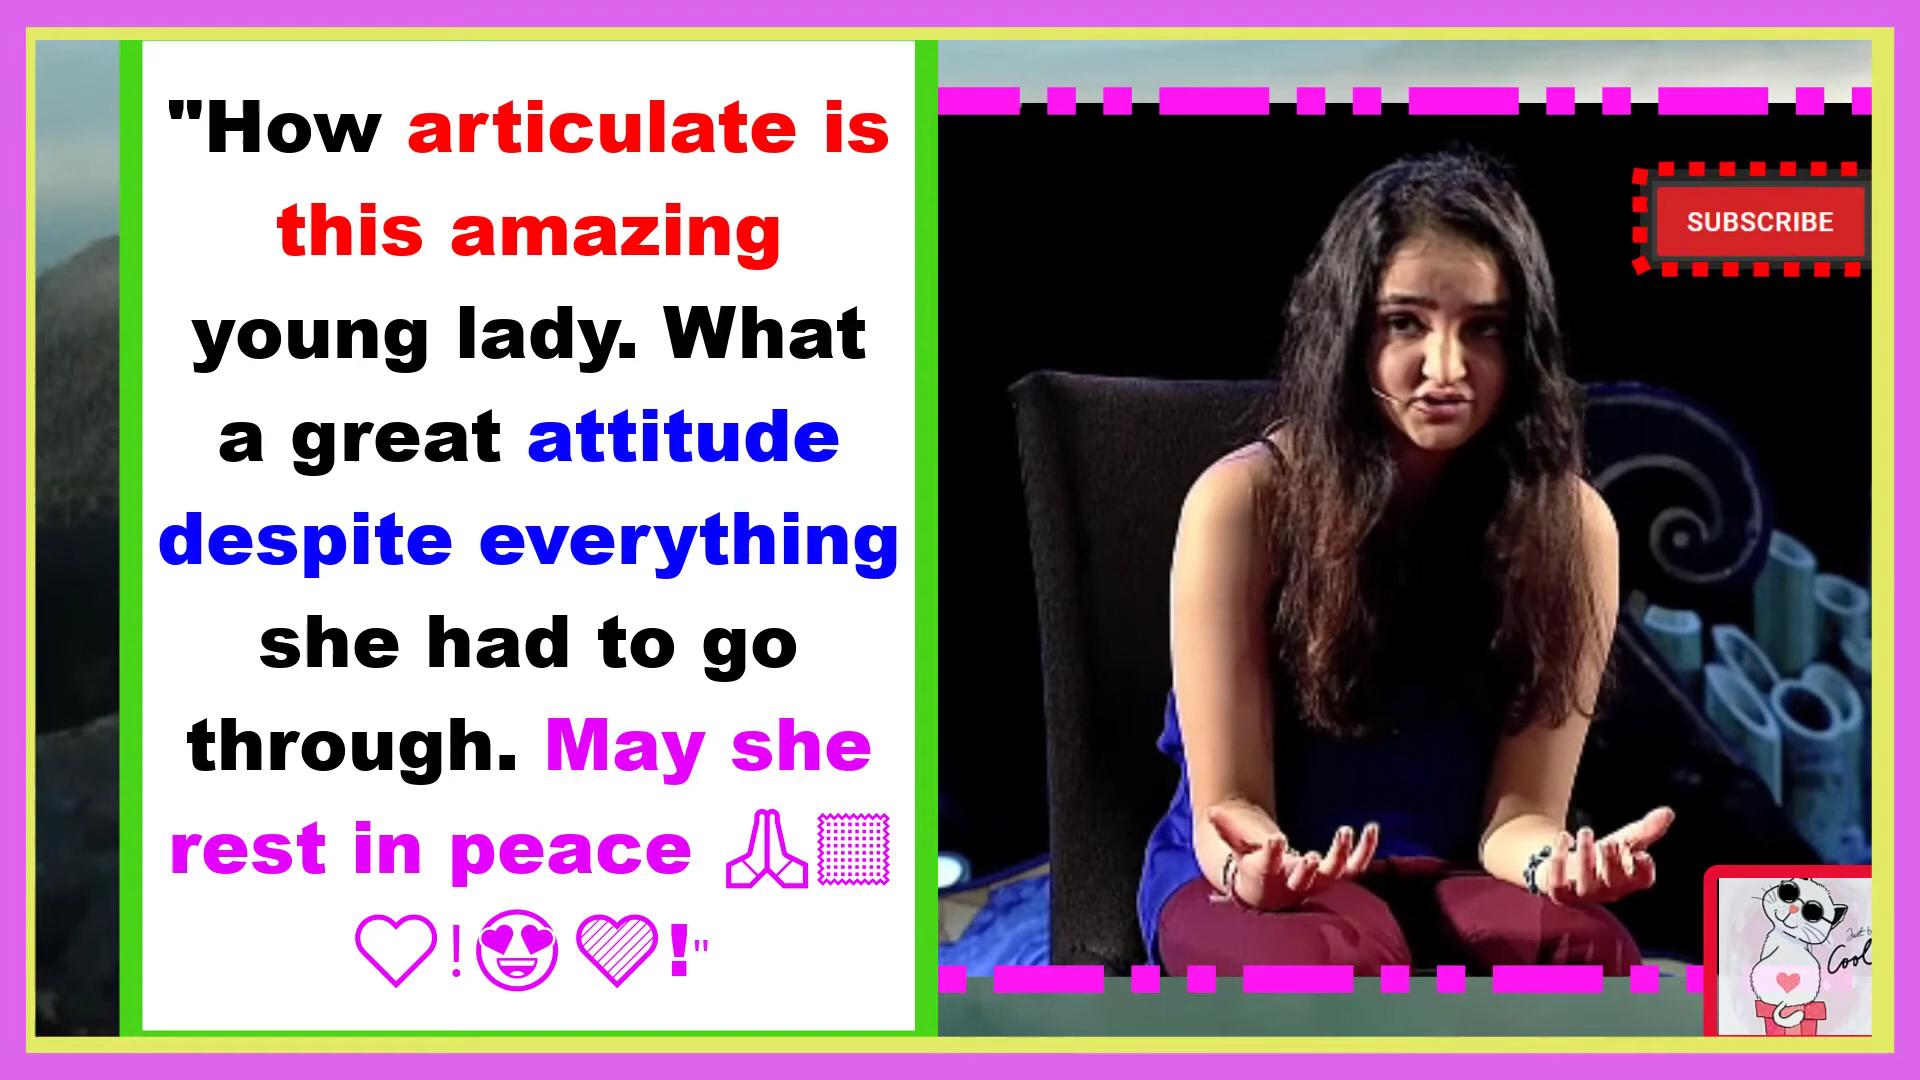 "How articulate is
this amazing
young lady. What
a great attitude
despite everything
she had to go
through. May she
rest in peace 🙏🏼
♡!😍💜!"
SUBSCRIBE
Cool